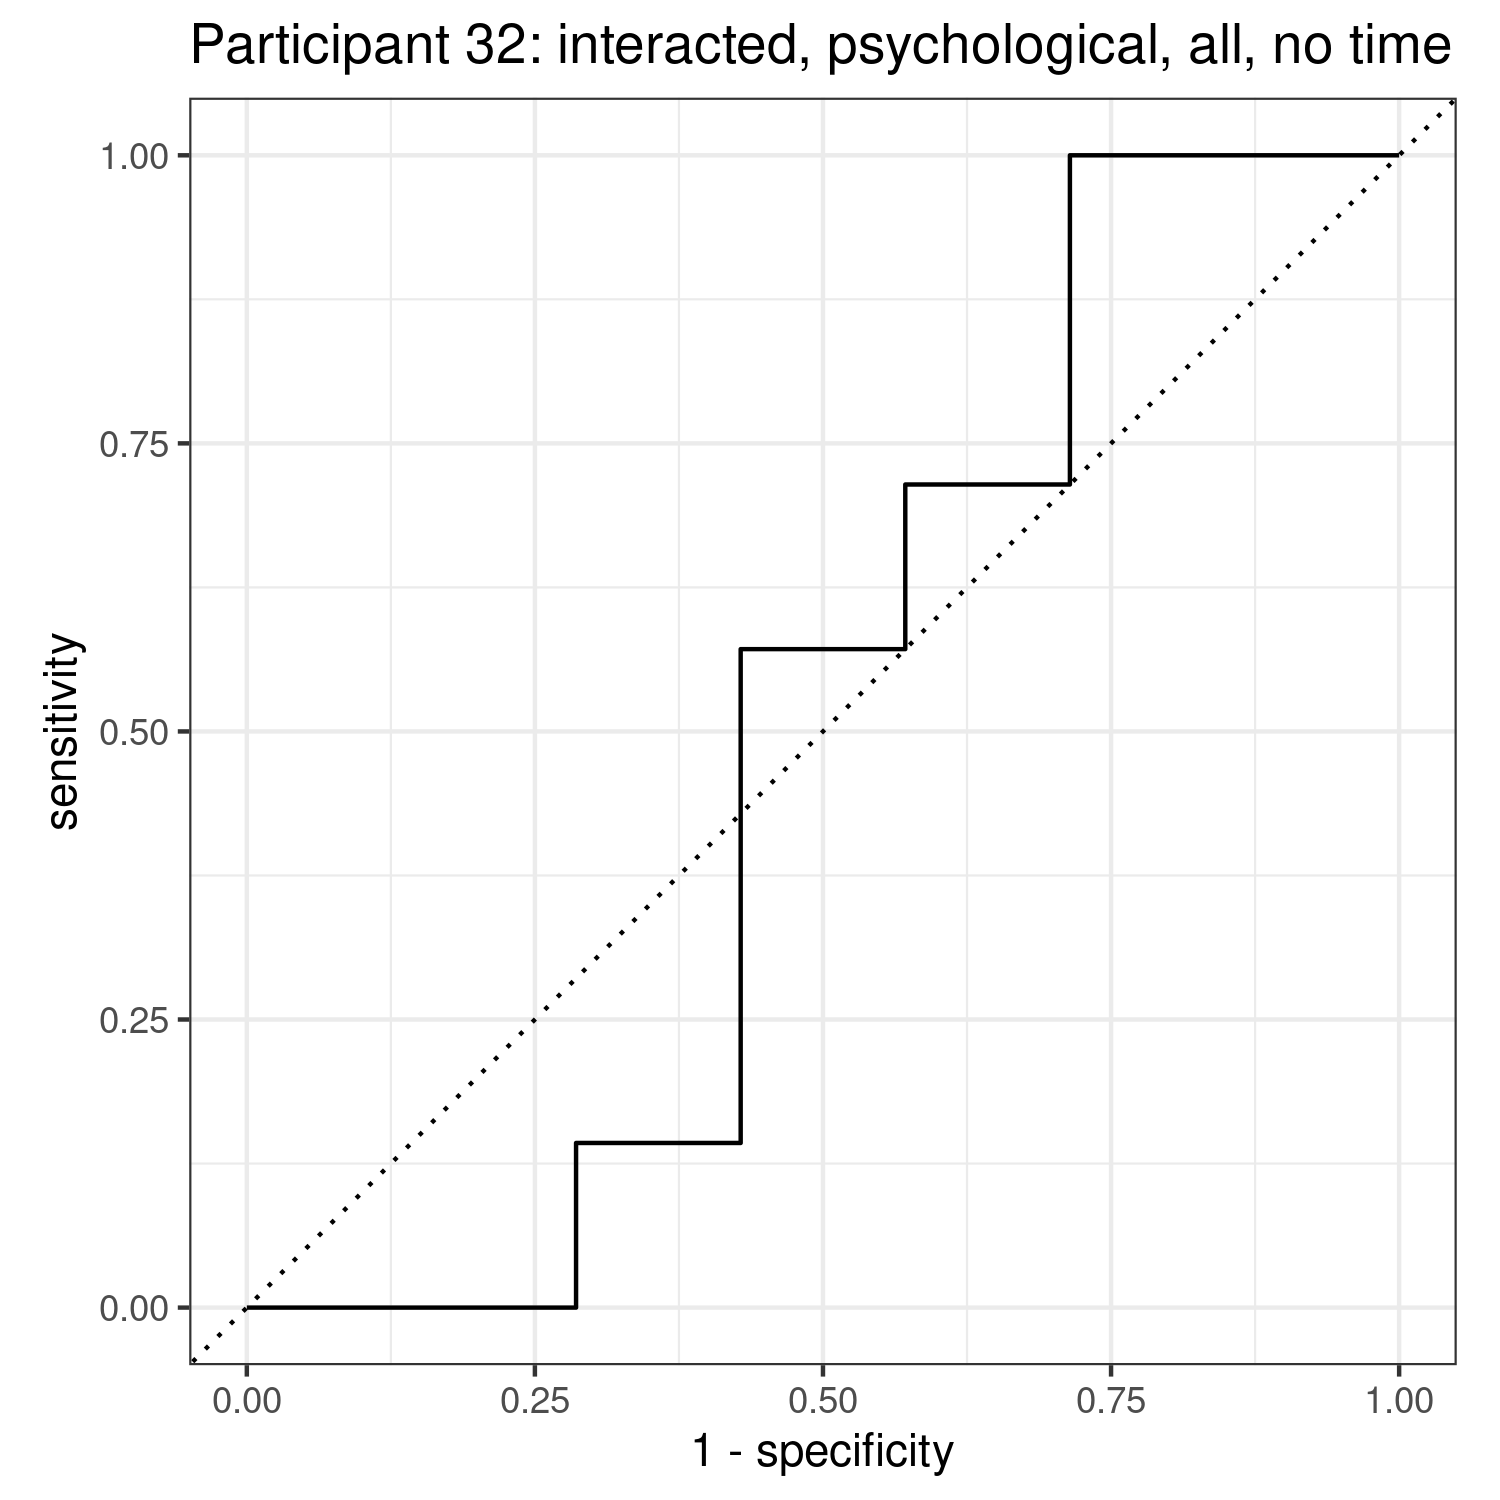 Participant 32: interacted, psychological, all, no time
1.00
0.75
0.50
0.25
0.00
sensitivity
0.00 0.25 0.50 0.75 1.00
1 - specificity